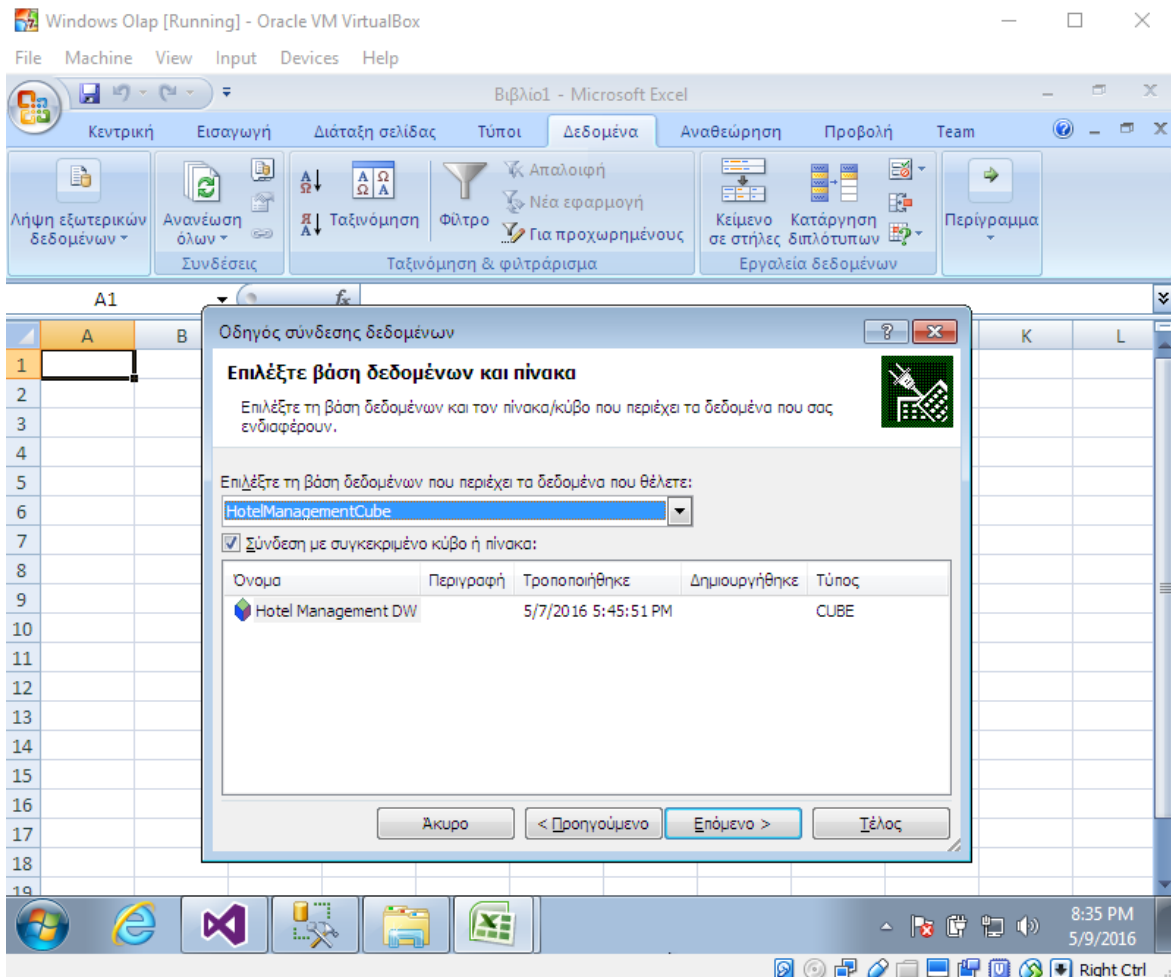 Windows Olap [Running] - Oracle VM VirtualBox
File Machine View Input Devices Help
Βιβλίο1 - Microsoft Excel
Κεντρική Εισαγωγή Διάταξη σελίδας Τύποι Δεδομένα Αναθεώρηση Προβολή Team
Λήψη εξωτερικών δεδομένων
Ανανέωση όλων
Συνδέσεις
Ταξινόμηση
Φίλτρο
Απαλοιφή
Νέα εφαρμογή
Για προχωρημένους
Ταξινόμηση & φιλτράρισμα
Κείμενο σε στήλες
Κατάργηση διπλότυπων
Εργαλεία δεδομένων
Περίγραμμα
A1 fx
A B K L
1
2
3
4
5
6
7
8
9
10
11
12
13
14
15
16
17
18
19
Οδηγός σύνδεσης δεδομένων
Επιλέξτε βάση δεδομένων και πίνακα
Επιλέξτε τη βάση δεδομένων και τον πίνακα/κύβο που περιέχει τα δεδομένα που σας
ενδιαφέρουν.
Επιλέξτε τη βάση δεδομένων που περιέχει τα δεδομένα που θέλετε:
HotelManagementCube
Σύνδεση με συγκεκριμένο κύβο ή πίνακα:
Όνομα Περιγραφή Τροποποιήθηκε Δημιουργήθηκε Τύπος
Hotel Management DW 5/7/2016 5:45:51 PM CUBE
Άκυρο < Προηγούμενο Επόμενο > Τέλος
8:35 PM
5/9/2016
Right Ctrl